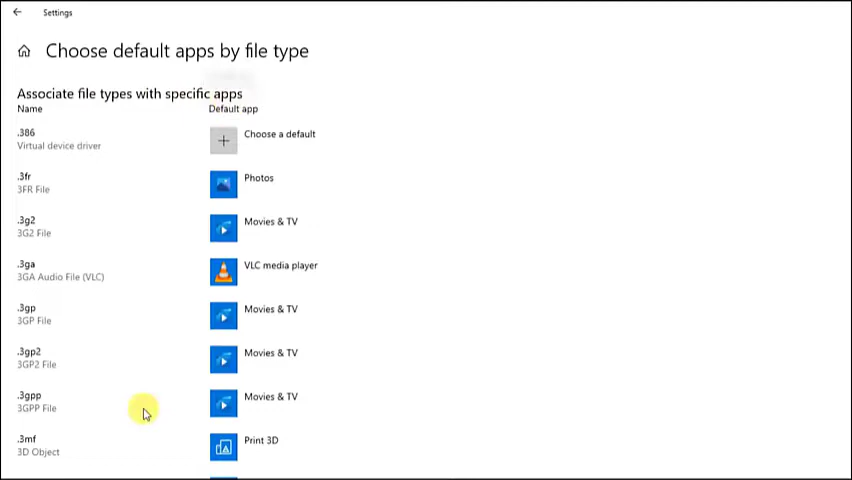 Settings
Choose default apps by file type
Associate file types with specific apps
Name Default app
.386
Virtual device driver
Choose a default
.3fr
3FR File
Photos
.3g2
3G2 File
Movies & TV
.3ga
3GA Audio File (VLC)
VLC media player
.3gp
3GP File
Movies & TV
.3gp2
3GP2 File
Movies & TV
.3gpp
3GPP File
Movies & TV
.3mf
3D Object
Print 3D